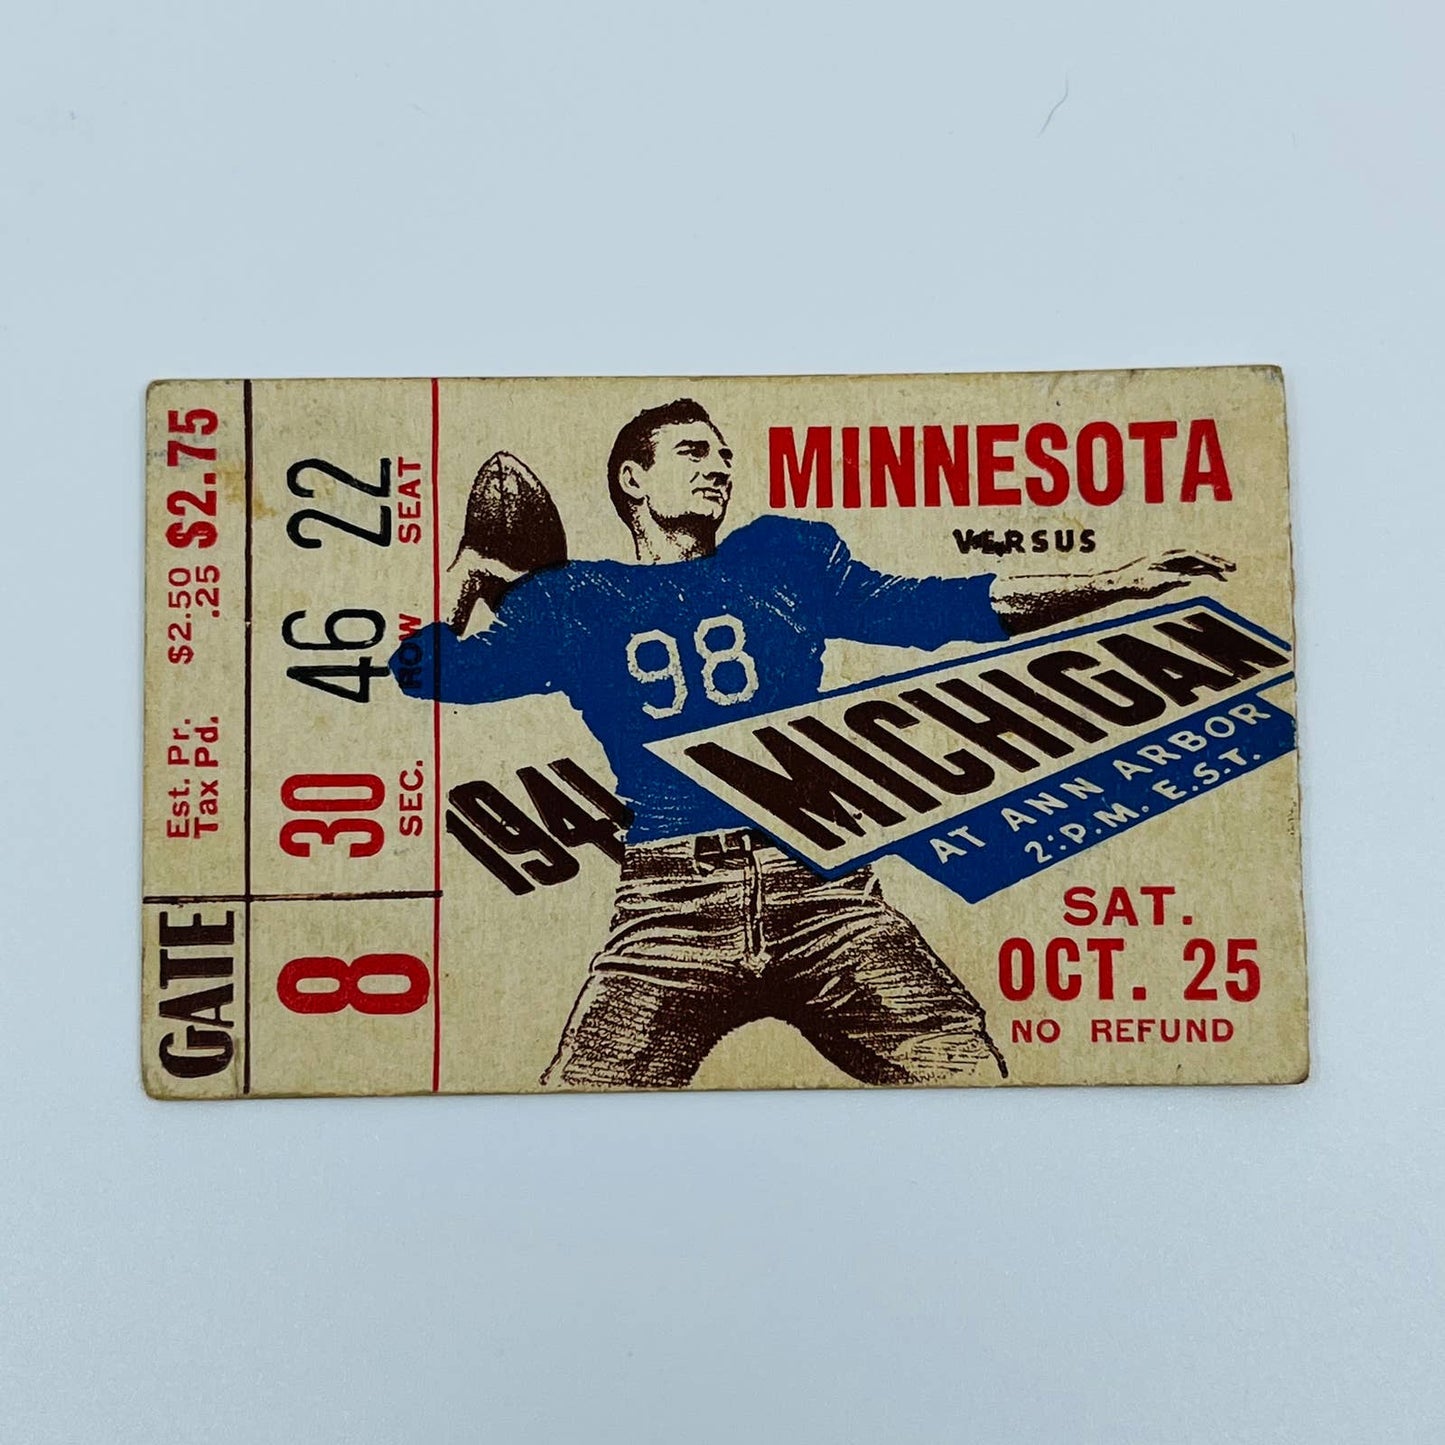 Est. Pr. $2.50
Tax Pd. .25
$2.75
GATE
8
SEC. 30
ROW 46
SEAT 22
MINNESOTA
VERSUS
98
1941
MICHIGAN
AT ANN ARBOR
2:P.M. E.S.T.
SAT.
OCT. 25
NO REFUND